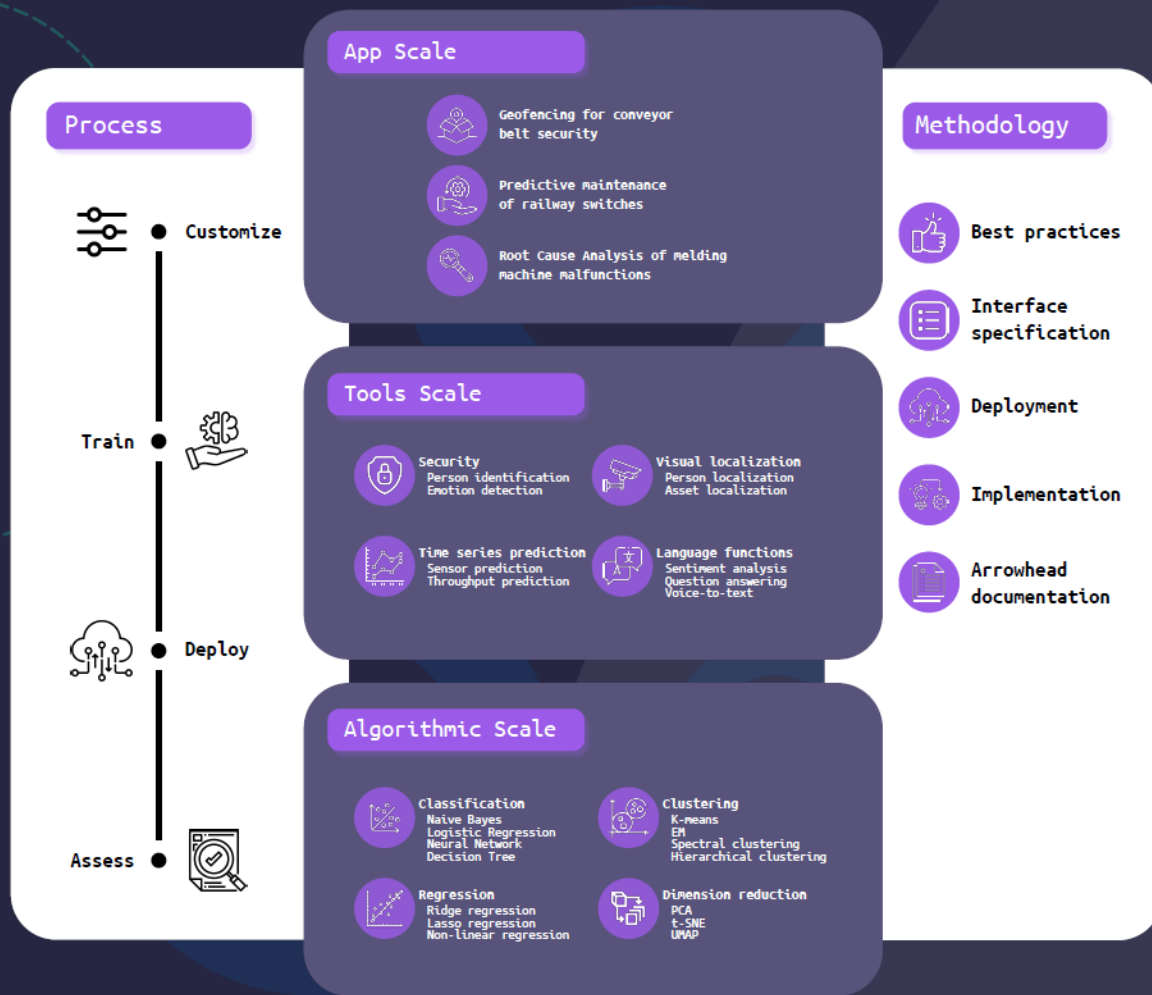 Process
Customize
Train
Deploy
Assess
App Scale
Geofencing for conveyor
belt security
Predictive maintenance
of railway switches
Root Cause Analysis of melding
machine malfunctions
Tools Scale
Security
Person identification
Emotion detection
Visual localization
Person localization
Asset localization
Time series prediction
Sensor prediction
Throughput prediction
Language functions
Sentiment analysis
Question answering
Voice-to-text
Algorithmic Scale
Classification
Naive Bayes
Logistic Regression
Neural Network
Decision Tree
Clustering
K-means
EM
Spectral clustering
Hierarchical clustering
Regression
Ridge regression
Lasso regression
Non-linear regression
Dimension reduction
PCA
t-SNE
UMAP
Methodology
Best practices
Interface
specification
Deployment
Implementation
Arrowhead
documentation